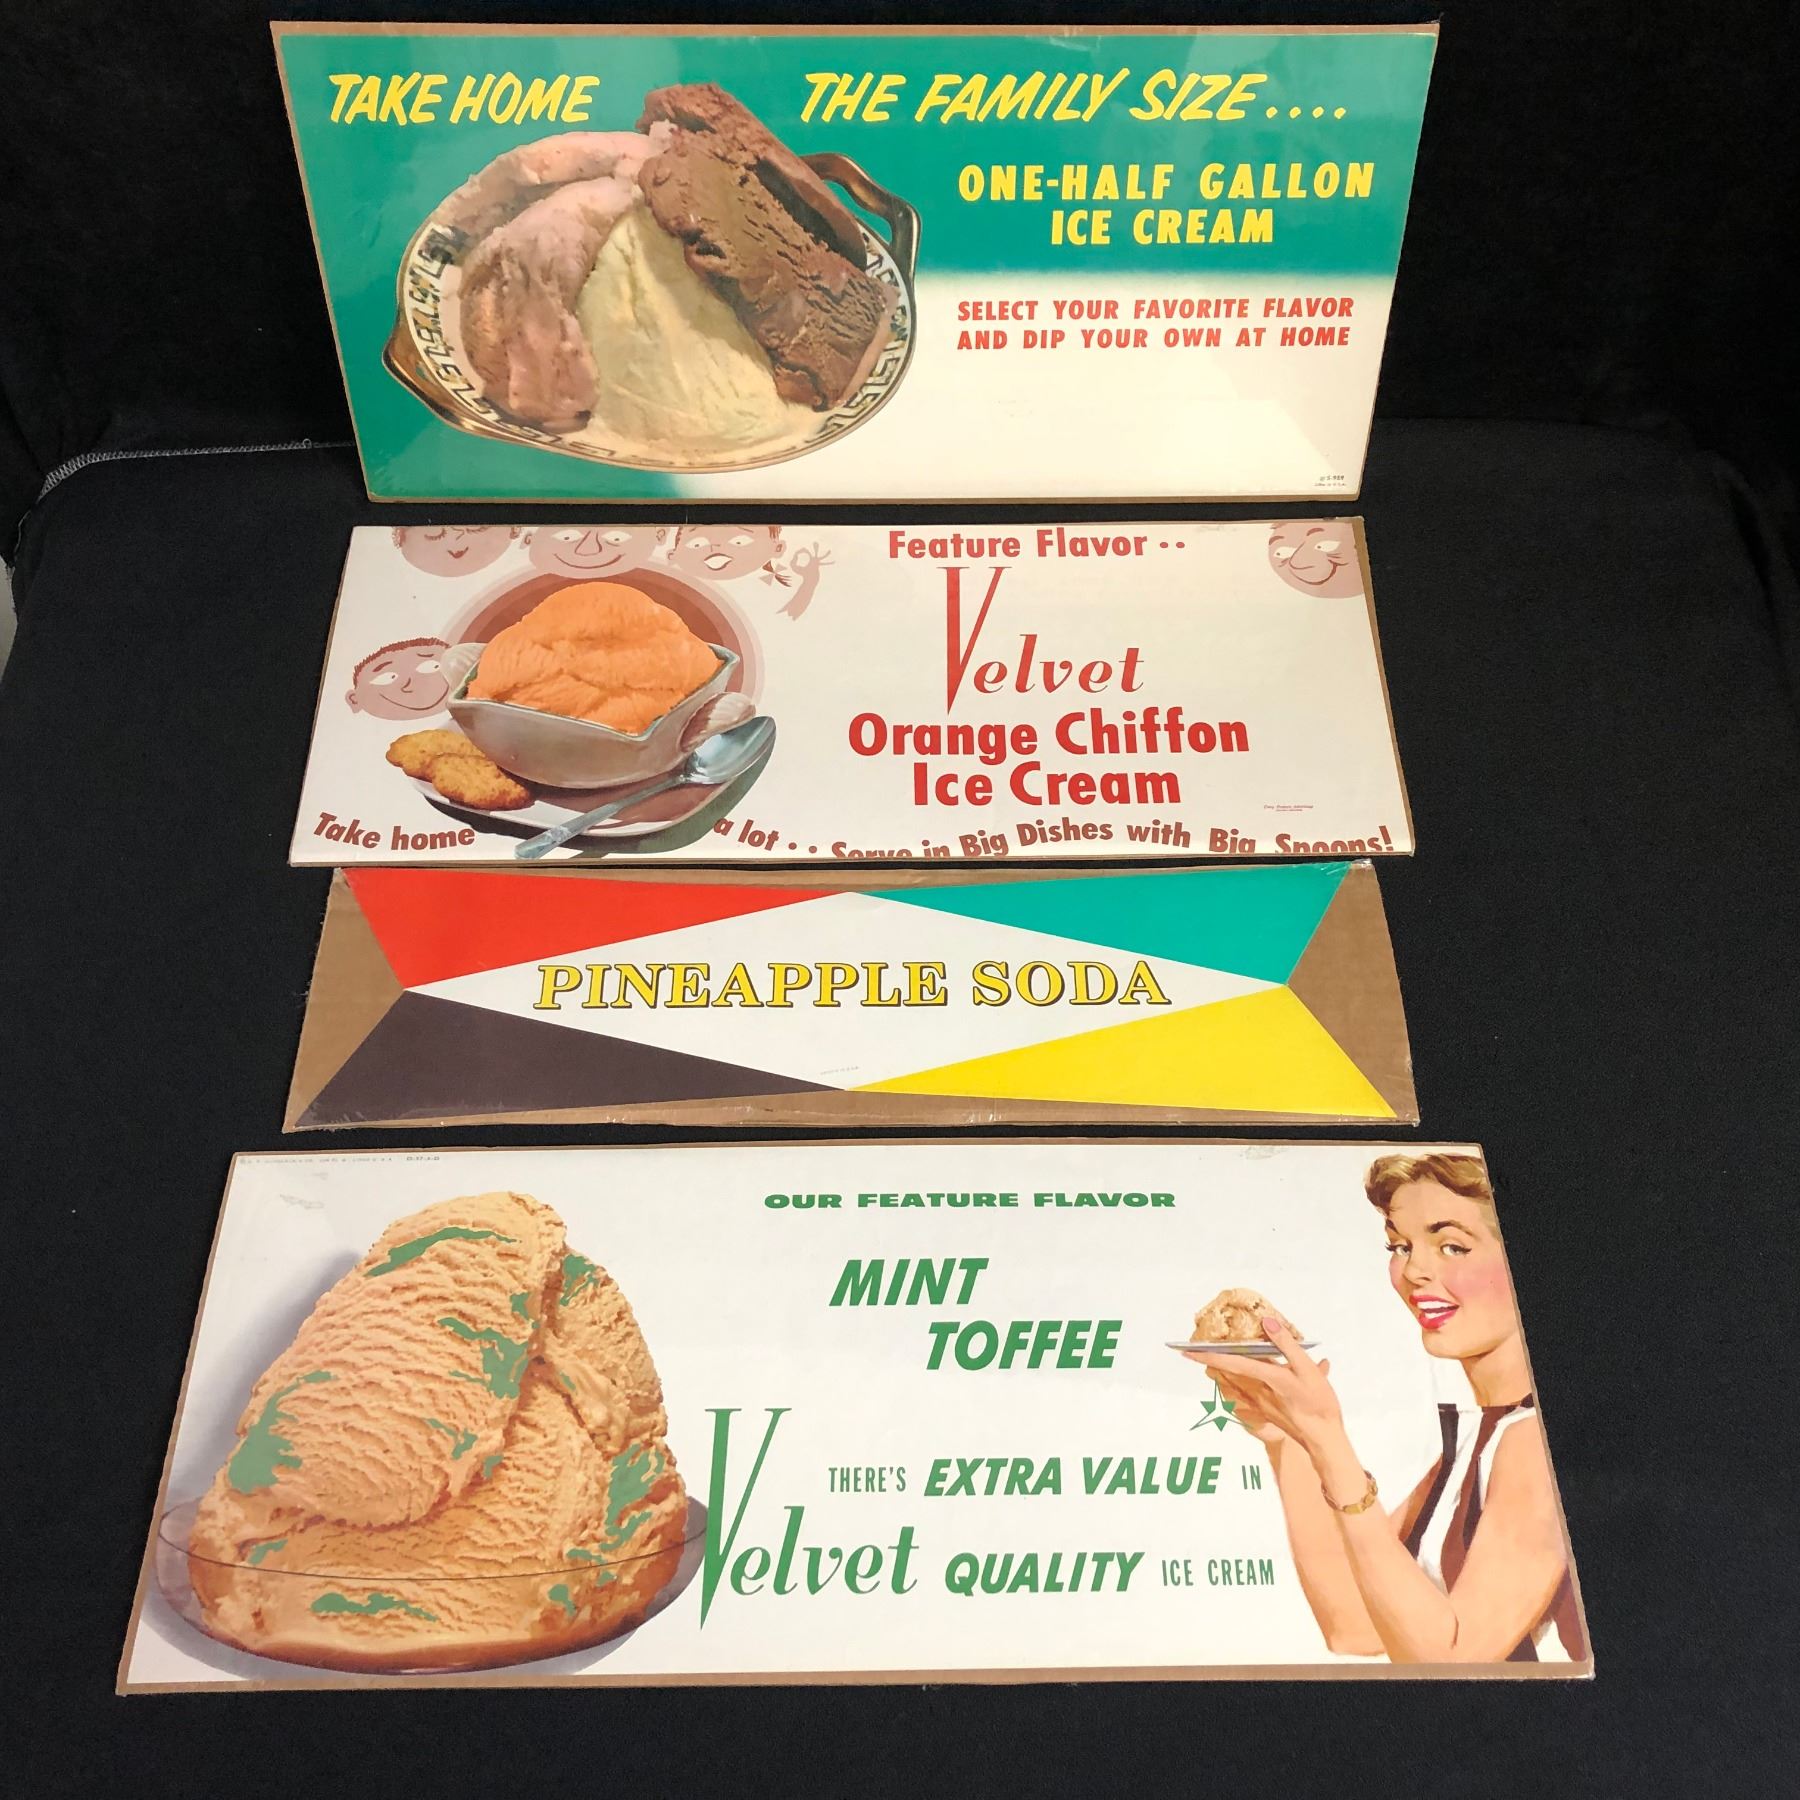 TAKE HOME THE FAMILY SIZE....
ONE-HALF GALLON
ICE CREAM
SELECT YOUR FAVORITE FLAVOR
AND DIP YOUR OWN AT HOME
Feature Flavor..
Velvet
Orange Chiffon
Ice Cream
Take home a lot.. Serve in Big Dishes with Big Spoons!
PINEAPPLE SODA
OUR FEATURE FLAVOR
MINT
TOFFEE
THERE'S EXTRA VALUE IN
Velvet QUALITY ICE CREAM